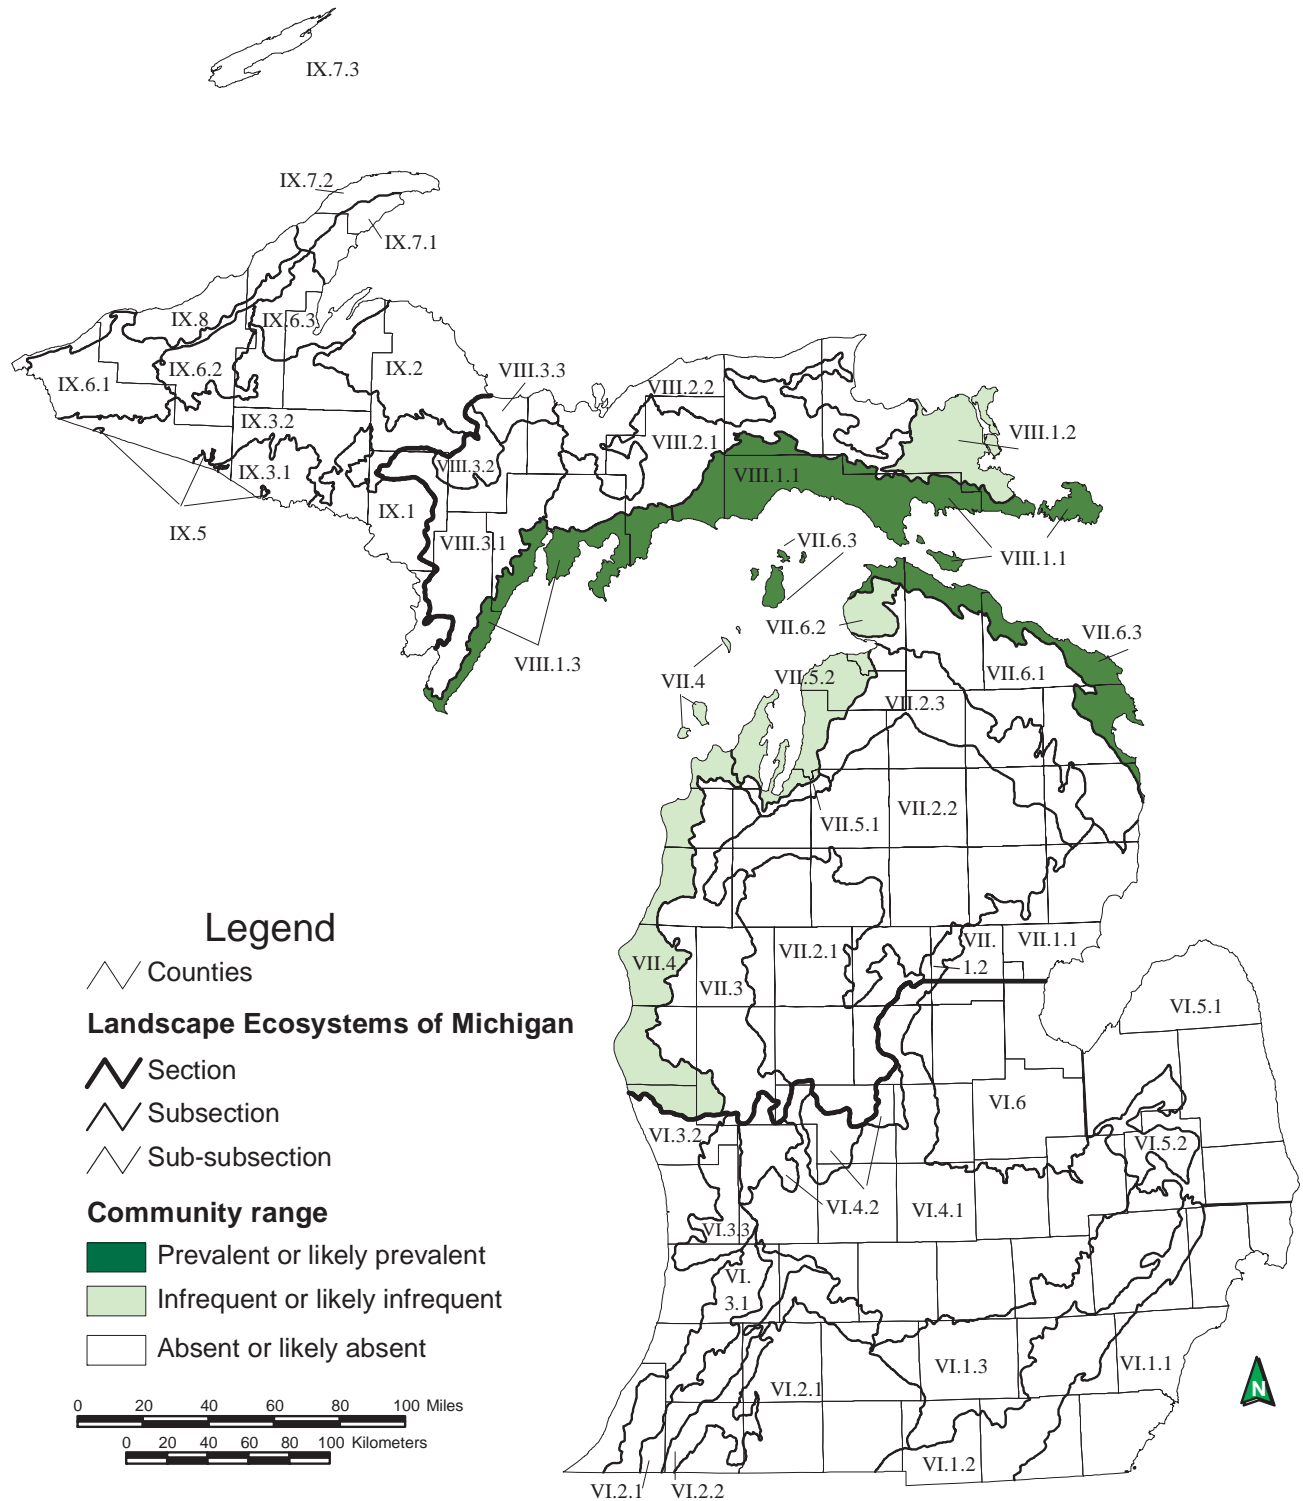 IX.7.3
IX.7.2
IX.7.1
IX.8
IX.6.3
IX.6.2
IX.6.1
IX.2
VIII.3.3
VIII.2.2
VIII.1.2
IX.3.2
VIII.2.1
IX.3.1
VIII.3.2
VIII.1.1
IX.1
IX.5
VIII.3.1
VII.6.3
VIII.1.1
VII.6.2
VII.6.3
VIII.1.3
VII.6.1
VII.4
VII.5.2
VII.2.3
VII.5.1
VII.2.2
VII.4
VII.3
VII.2.1
VII.
1.2
VII.1.1
VI.5.1
VI.6
VI.3.2
VI.5.2
VI.4.2
VI.4.1
VI.3.3
VI.
3.1
VI.1.3
VI.1.1
VI.2.1
VI.1.2
VI.2.1
VI.2.2
Legend
Counties
Landscape Ecosystems of Michigan
Section
Subsection
Sub-subsection
Community range
Prevalent or likely prevalent
Infrequent or likely infrequent
Absent or likely absent
0 20 40 60 80 100 Miles
0 20 40 60 80 100 Kilometers
N